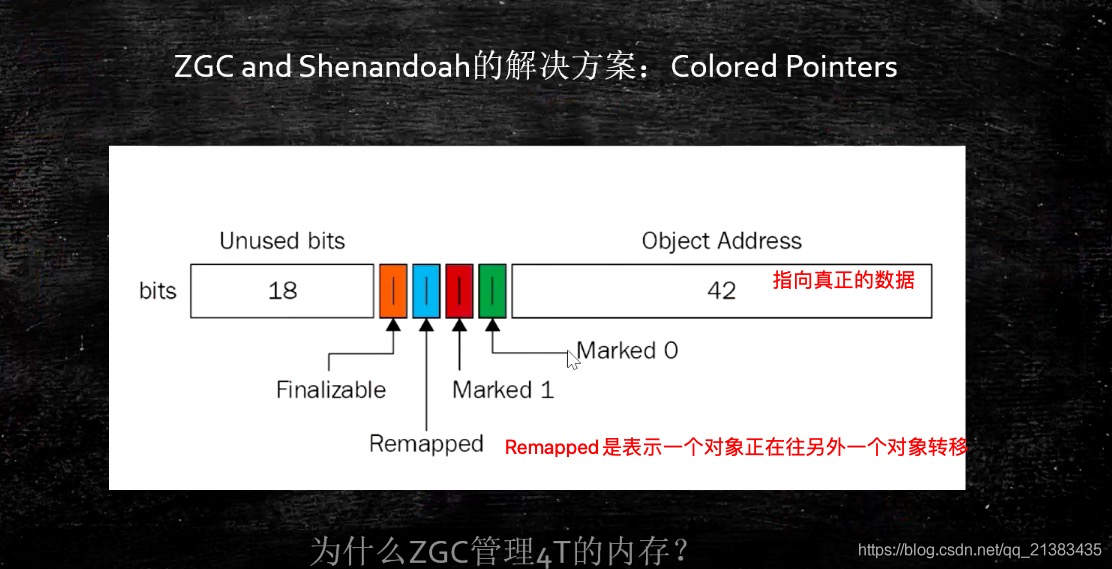 ZGC and Shenandoah的解决方案：Colored Pointers
Unused bits
Object Address
bits
18
42
指向真正的数据
Marked 0
Finalizable
Marked 1
Remapped
Remapped是表示一个对象正在往另外一个对象转移
为什么ZGC管理4T的内存？
https://blog.csdn.net/qq_21383435